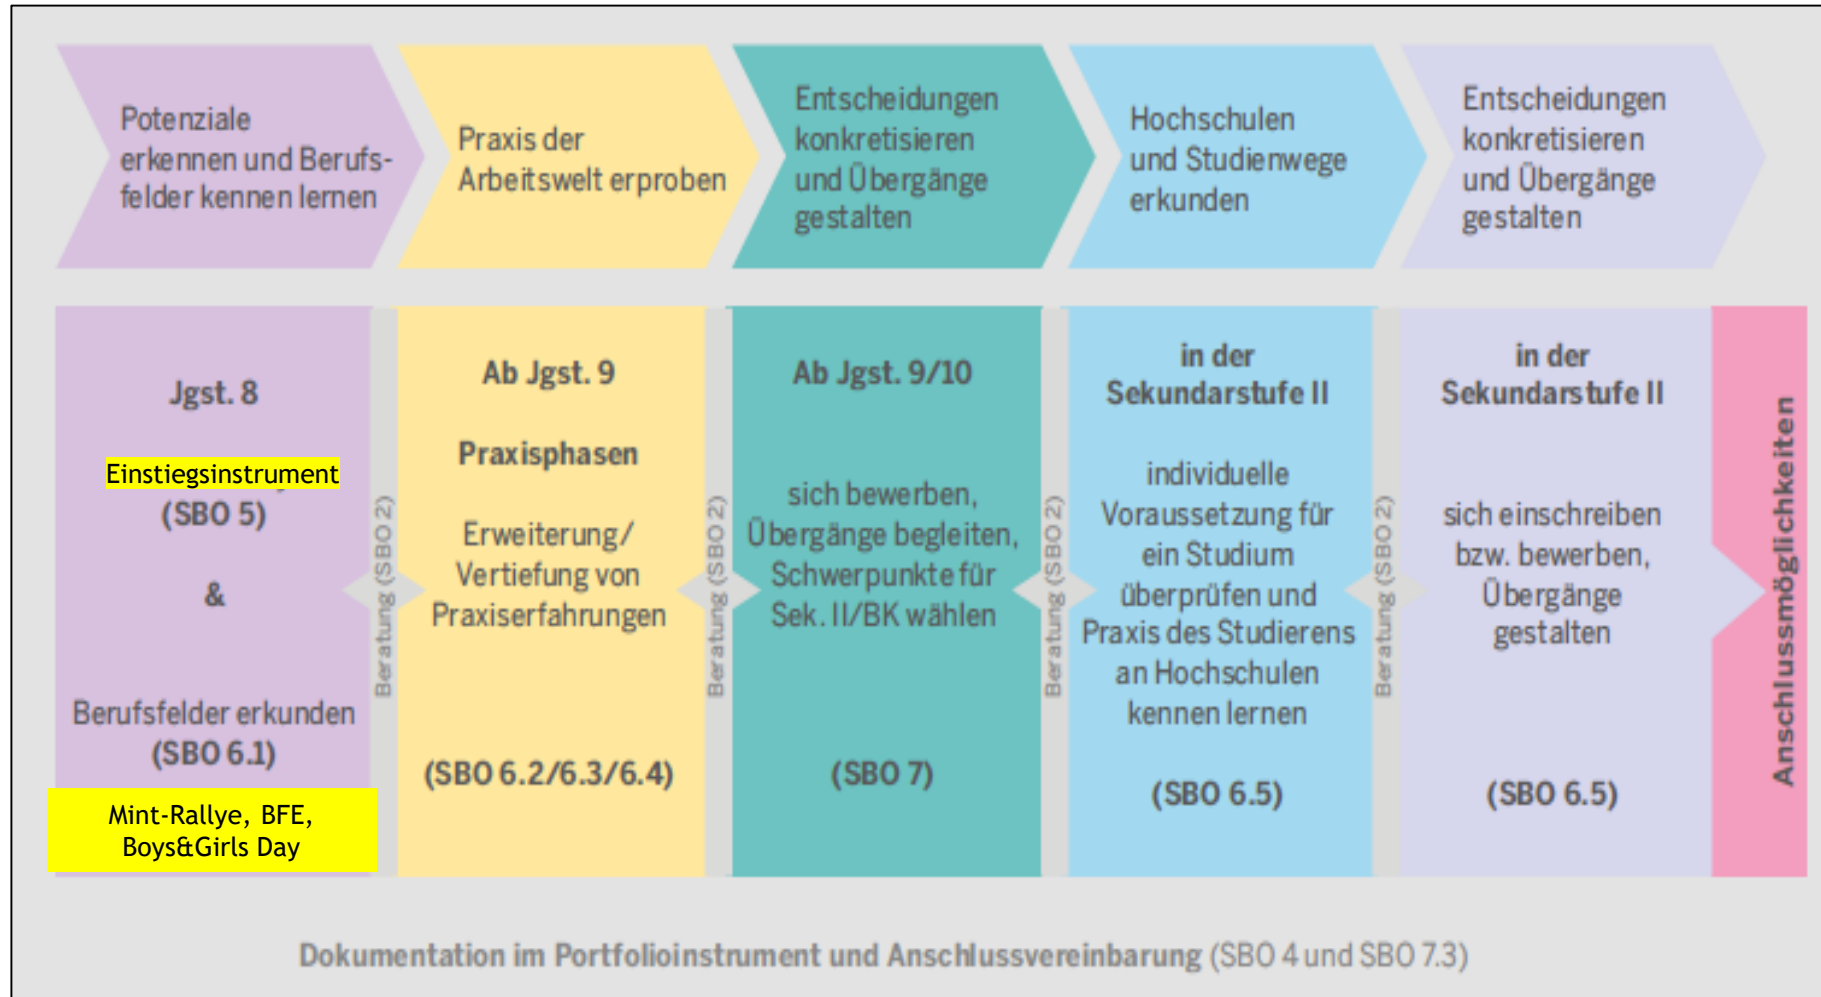 Potenziale
erkennen und Berufs-
felder kennen lernen
Praxis der
Arbeitswelt erproben
Entscheidungen
konkretisieren
und Übergänge
gestalten
Hochschulen
und Studienwege
erkunden
Entscheidungen
konkretisieren
und Übergänge
gestalten
Jgst. 8
Einstiegsinstrument
(SBO 5)
&
Berufsfelder erkunden
(SBO 6.1)
Mint-Rallye, BFE,
Boys&Girls Day
Beratung (SBO 2)
Ab Jgst. 9
Praxisphasen
Erweiterung/
Vertiefung von
Praxiserfahrungen
(SBO 6.2/6.3/6.4)
Beratung (SBO 2)
Ab Jgst. 9/10
sich bewerben,
Übergänge begleiten,
Schwerpunkte für
Sek. II/BK wählen
(SBO 7)
Beratung (SBO 2)
in der
Sekundarstufe II
individuelle
Voraussetzung für
ein Studium
überprüfen und
Praxis des Studierens
an Hochschulen
kennen lernen
(SBO 6.5)
Beratung (SBO 2)
in der
Sekundarstufe II
sich einschreiben
bzw. bewerben,
Übergänge
gestalten
(SBO 6.5)
Anschlussmöglichkeiten
Dokumentation im Portfolioinstrument und Anschlussvereinbarung (SBO 4 und SBO 7.3)